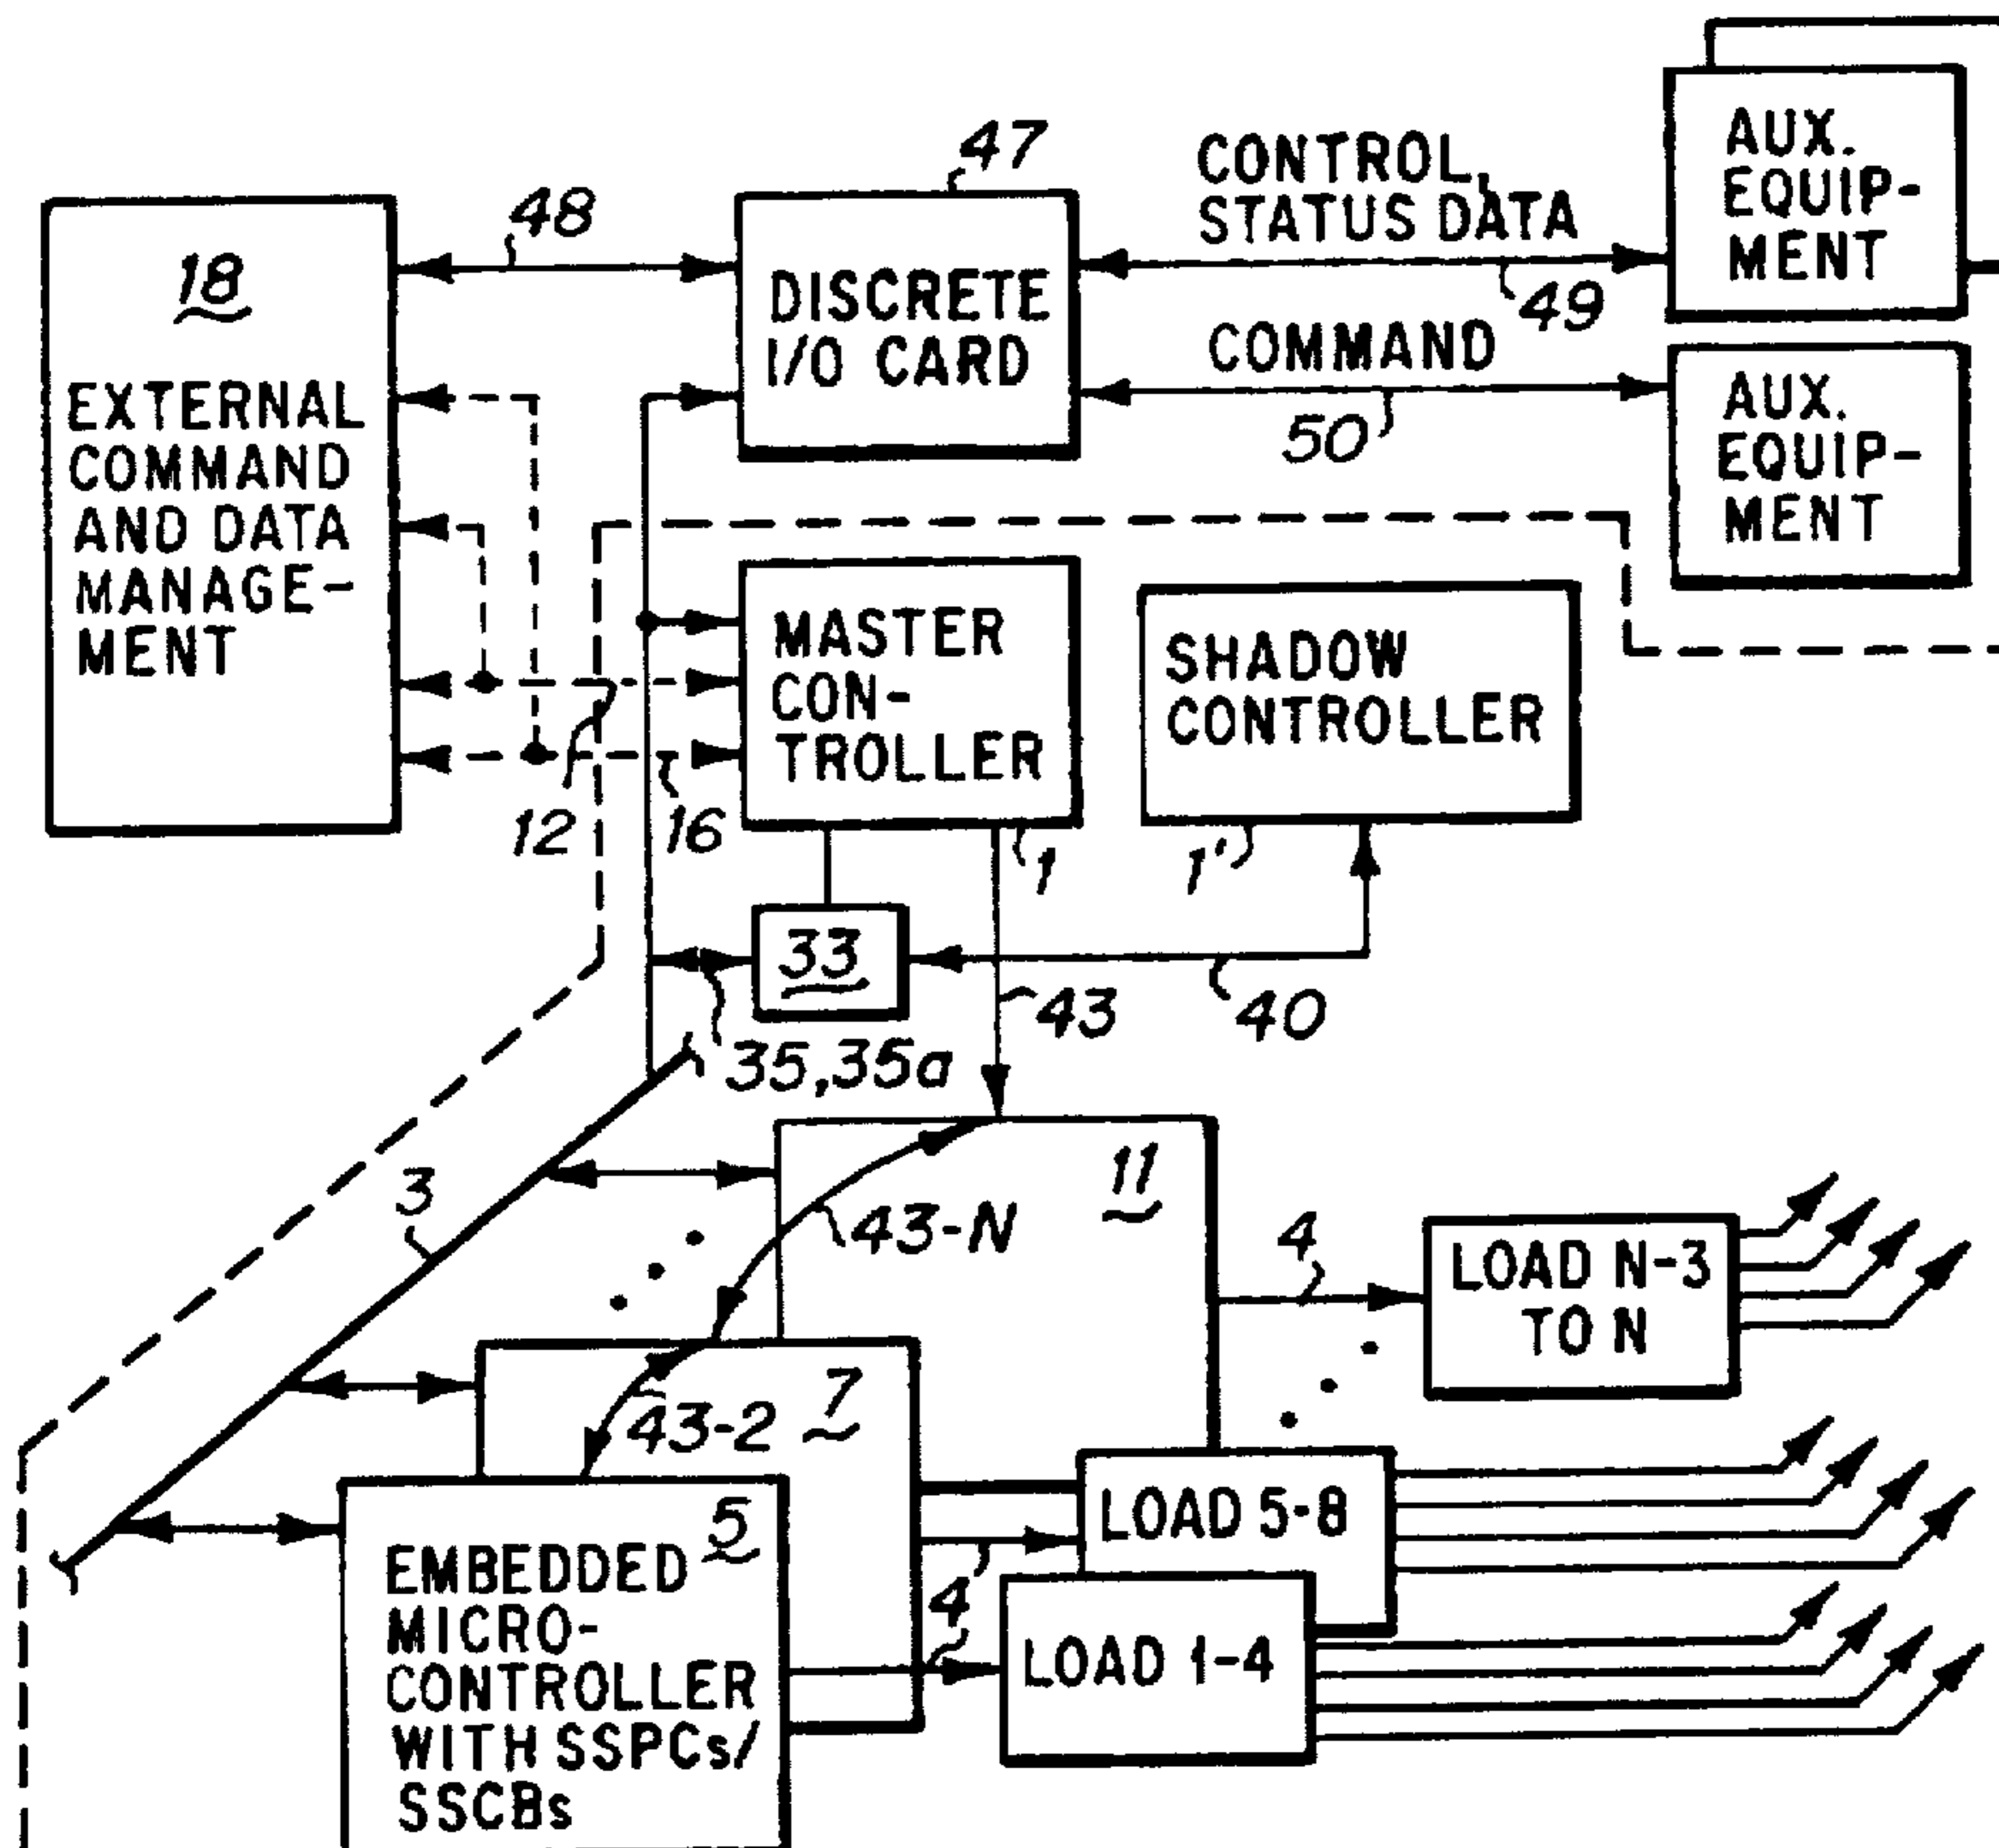 47
48
CONTROL,
STATUS DATA
AUX.
EQUIP-
MENT
18
DISCRETE
I/O CARD
49
COMMAND
50
AUX.
EQUIP-
MENT
EXTERNAL
COMMAND
AND DATA
MANAGE-
MENT
MASTER
CON-
TROLLER
SHADOW
CONTROLLER
12
16
1
1'
33
43
40
35,35a
3
11
43-N
4
LOAD N-3
TO N
7
43-2
5
LOAD 5-8
4
LOAD 1-4
EMBEDDED
MICRO-
CONTROLLER
WITH SSPCs/
SSCBs